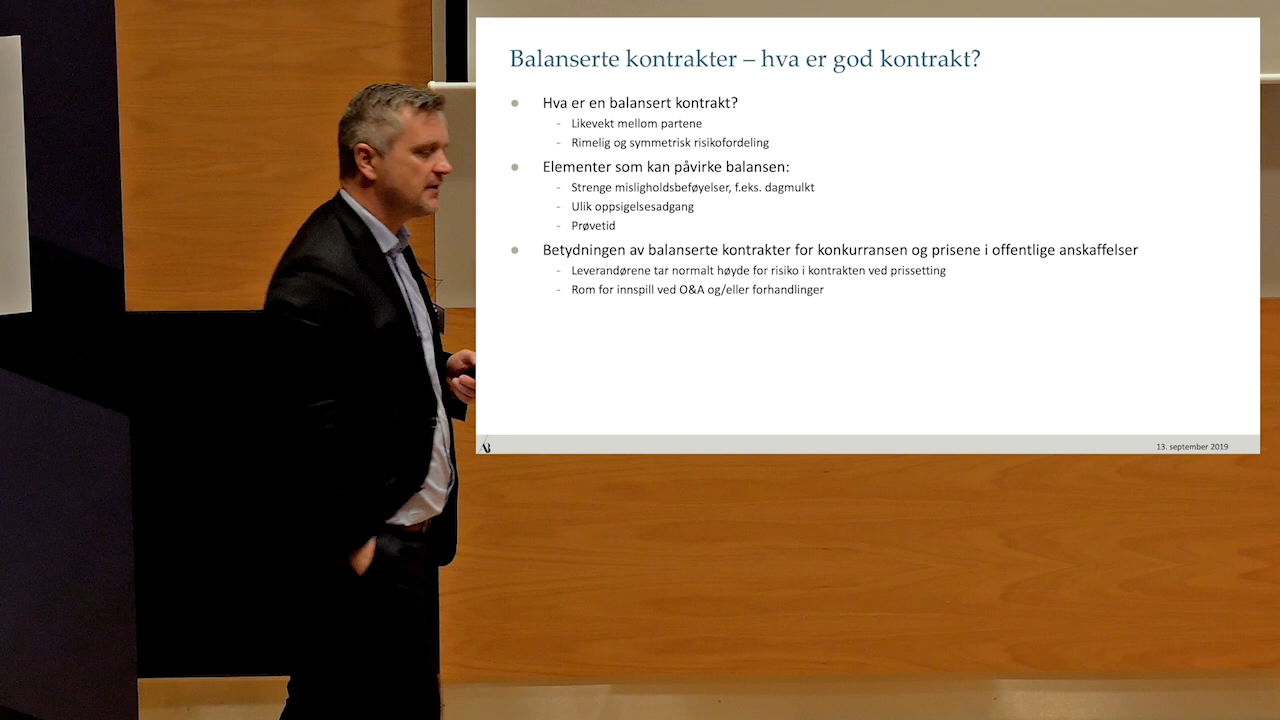 Balanserte kontrakter – hva er god kontrakt?
● Hva er en balansert kontrakt?
- Likevekt mellom partene
- Rimelig og symmetrisk risikofordeling
● Elementer som kan påvirke balansen:
- Strenge misligholdsbeføyelser, f.eks. dagmulkt
- Ulik oppsigelsesadgang
- Prøvetid
● Betydningen av balanserte kontrakter for konkurransen og prisene i offentlige anskaffelser
- Leverandørene tar normalt høyde for risiko i kontrakten ved prissetting
- Rom for innspill ved O&A og/eller forhandlinger
AB
13. september 2019